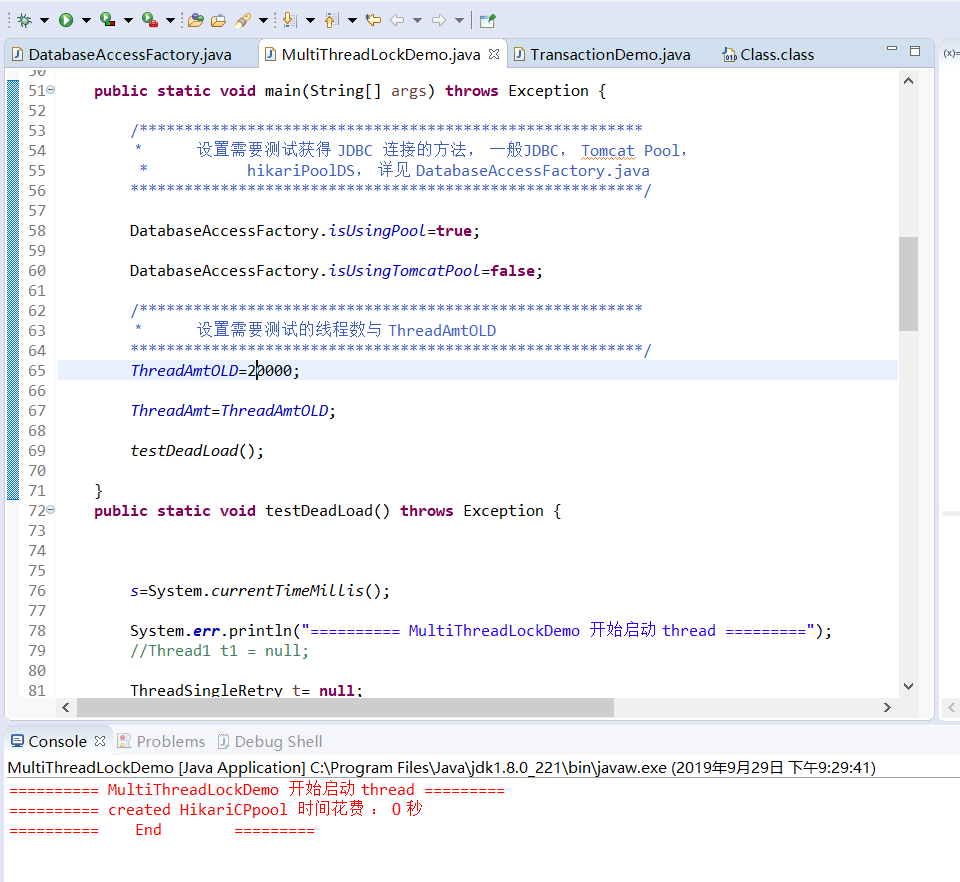 DatabaseAccessFactory.java MultiThreadLockDemo.java TransactionDemo.java Class.class
50
51 public static void main(String[] args) throws Exception {
52
53 /********************************************************
54 * 设置需要测试获得 JDBC 连接的方法, 一般JDBC, Tomcat Pool,
55 * hikariPoolDS, 详见 DatabaseAccessFactory.java
56 *********************************************************/
57
58 DatabaseAccessFactory.isUsingPool=true;
59
60 DatabaseAccessFactory.isUsingTomcatPool=false;
61
62 /********************************************************
63 * 设置需要测试的线程数与 ThreadAmtOLD
64 *********************************************************/
65 ThreadAmtOLD=20000;
66
67 ThreadAmt=ThreadAmtOLD;
68
69 testDeadLoad();
70
71 }
72 public static void testDeadLoad() throws Exception {
73
74
75
76 s=System.currentTimeMillis();
77
78 System.err.println("========== MultiThreadLockDemo 开始启动 thread =========");
79 //Thread1 t1 = null;
80
81 ThreadSingleRetry t= null;
(x)=
Console Problems Debug Shell
MultiThreadLockDemo [Java Application] C:\Program Files\Java\jdk1.8.0_221\bin\javaw.exe (2019年9月29日 下午9:29:41)
========== MultiThreadLockDemo 开始启动 thread =========
========== created HikariCPpool 时间花费 : 0 秒
========== End =========